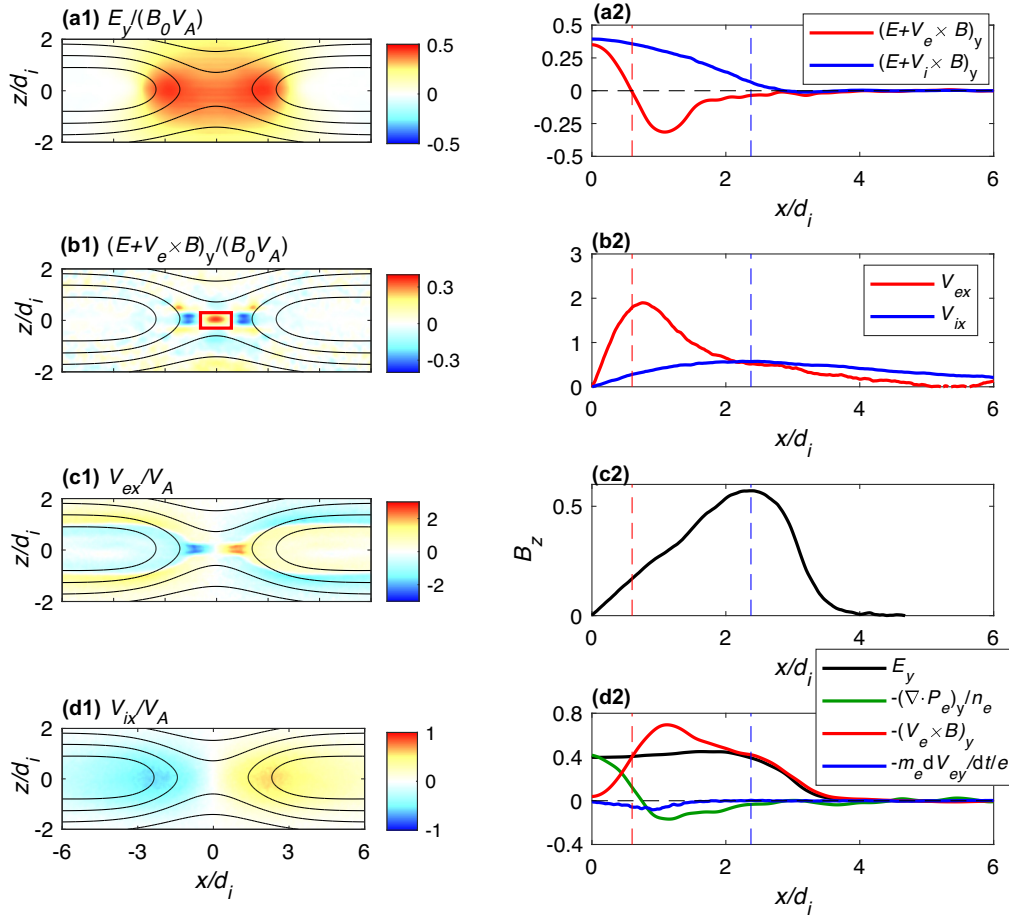 (a1) E_y/(B_0V_A)
2
0
-2
z/d_i
0.5
0
-0.5
(a2)
0.5
0.25
0
-0.25
0.5
(E+V_e × B)_y
(E+V_i × B)_y
0 2 4 6
x/d_i
(b1) (E+V_e × B)_y/(B_0V_A)
2
0
-2
z/d_i
0.3
0
-0.3
(b2)
3
2
1
0
V_ex
V_ix
0 2 4 6
x/d_i
(c1) V_ex/V_A
2
0
-2
z/d_i
2
0
-2
(c2)
0.5
0
B_z
0 2 4 6
x/d_i
(d1) V_ix/V_A
2
0
-2
z/d_i
-6 -3 0 3 6
x/d_i
1
0
-1
(d2)
0.8
0.4
0
-0.4
E_y
-(∇·P_e)_y/n_e
-(V_e × B)_y
-m_e dV_ey/dt/e
0 2 4 6
x/d_i